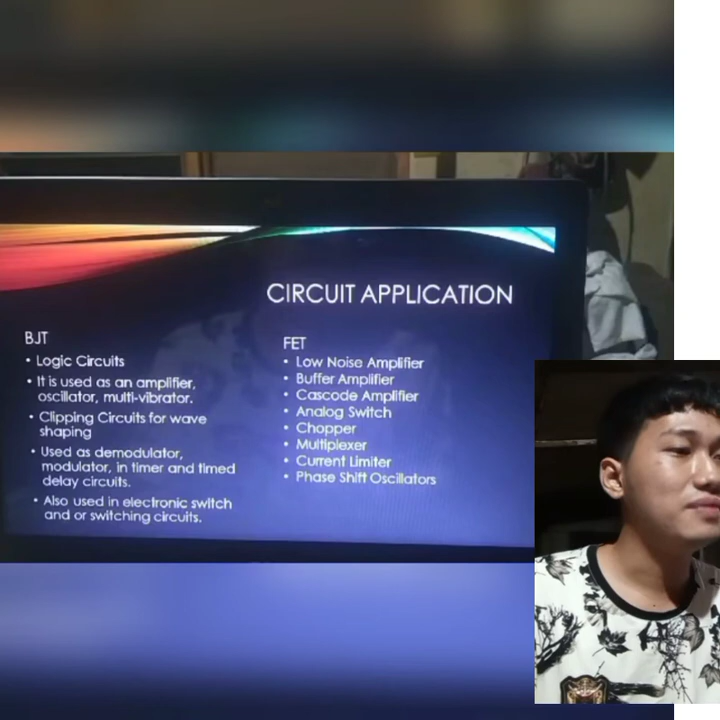 CIRCUIT APPLICATION
BJT
• Logic Circuits
• It is used as an amplifier,
oscillator, multi-vibrator.
• Clipping Circuits for wave
shaping
• Used as demodulator,
modulator, in timer and timed
delay circuits.
• Also used in electronic switch
and or switching circuits.
FET
• Low Noise Amplifier
• Buffer Amplifier
• Cascode Amplifier
• Analog Switch
• Chopper
• Multiplexer
• Current Limiter
• Phase Shift Oscillators